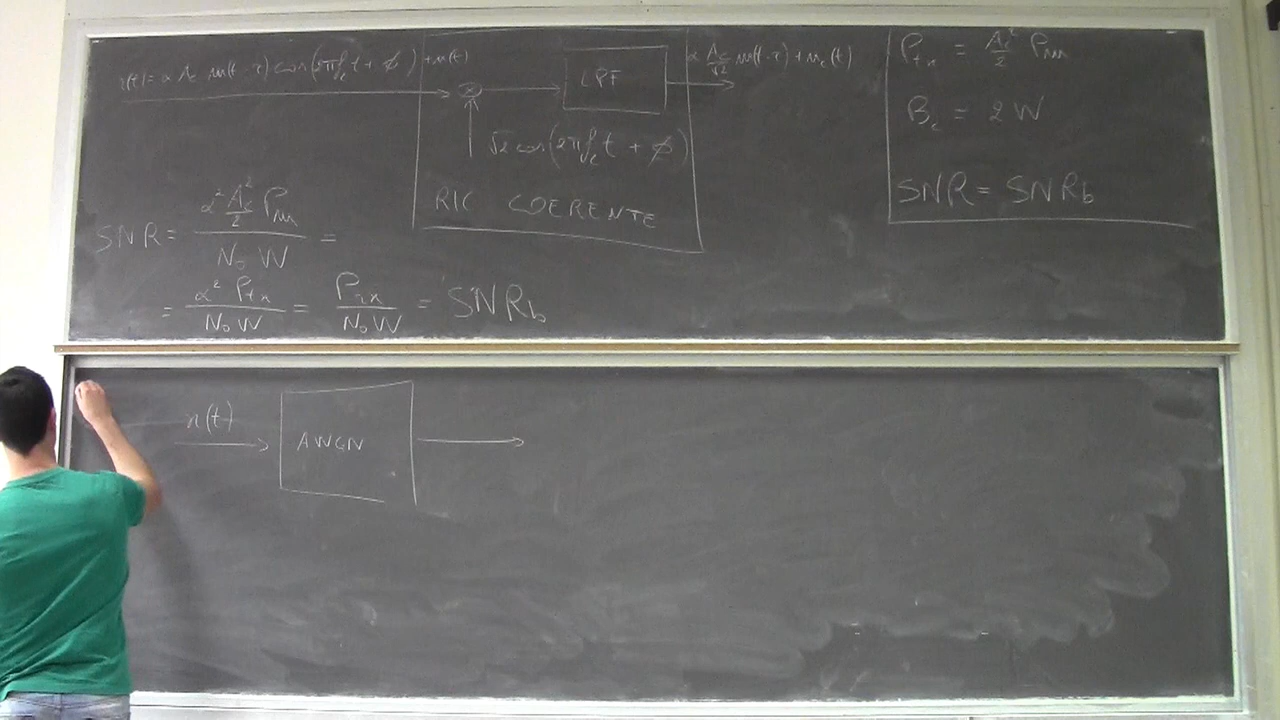 r(t) = α Ac m(t - τ) cos(2πfc t + ϕ) + n(t)
×
LPF
α Ac/√2 m(t - τ) + nc(t)
√2 cos(2πfc t + ϕ)
RIC COERENTE
Ptx = Ac²/2 Pm
Bc = 2W
SNR = SNRb
SNR = α² Ac²/2 Pm / N0 W =
= α² Ptx / N0 W = Prx / N0 W = SNRb
x(t)
AWGN